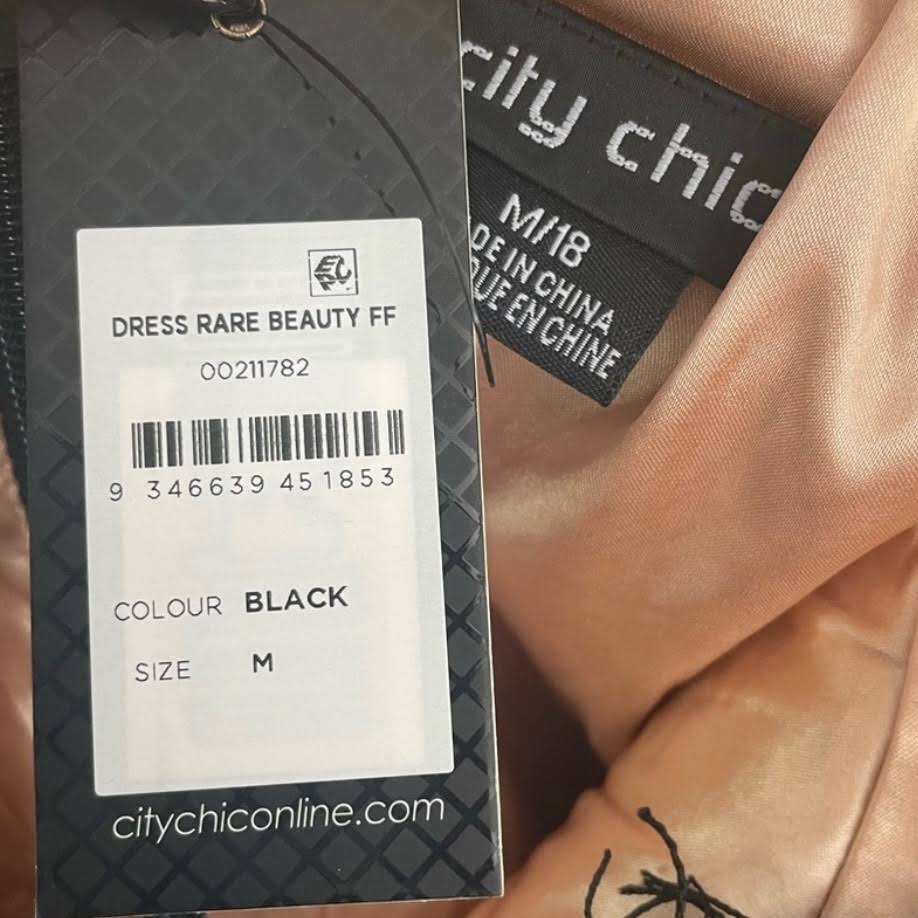 DRESS RARE BEAUTY FF
00211782
9 346639 451853
COLOUR BLACK
SIZE M
citychiconline.com
city chic
M/18
DE IN CHINA
QUE EN CHINE